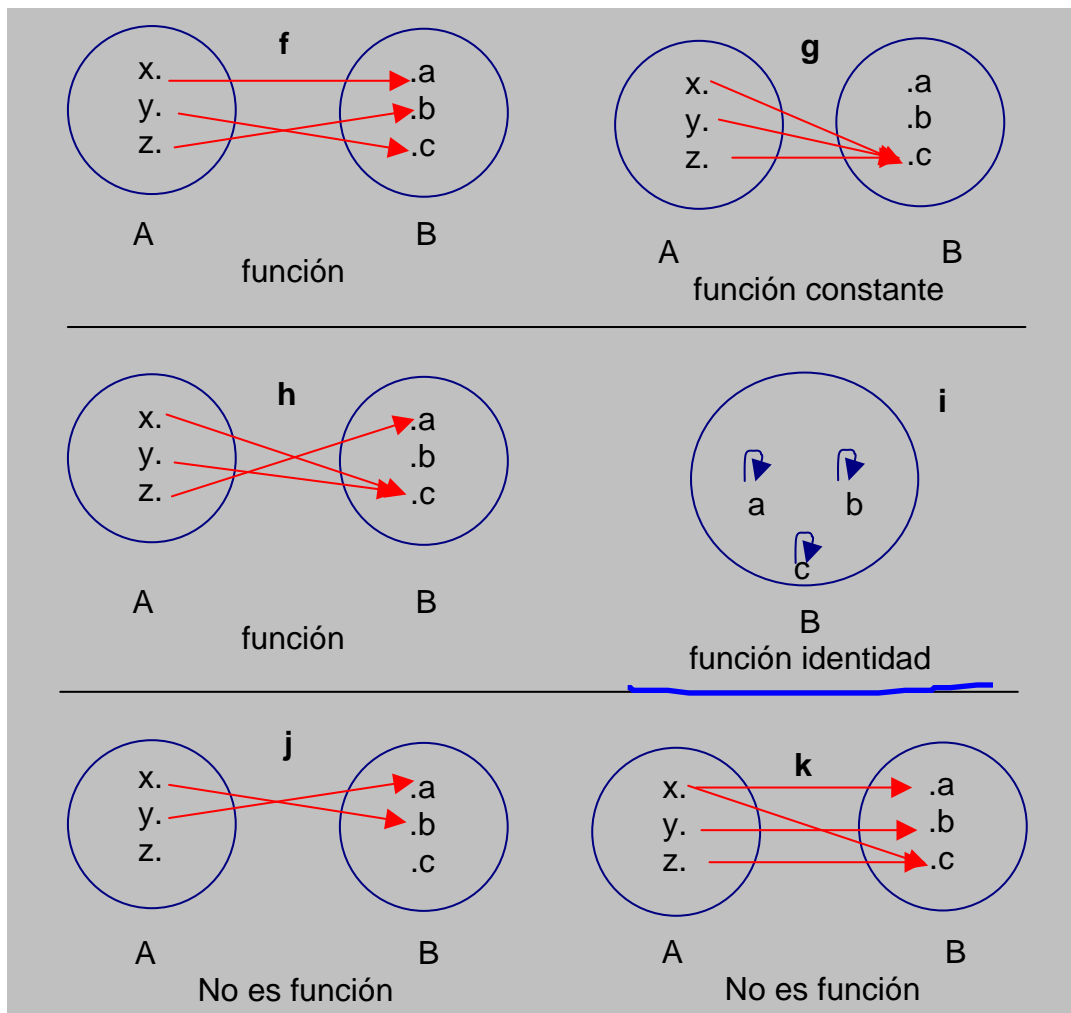 f
x. .a
y. .b
z. .c
A B
función
g
x. .a
y. .b
z. .c
A B
función constante
h
x. .a
y. .b
z. .c
A B
función
i
a b
c
B
función identidad
j
x. .a
y. .b
z. .c
A B
No es función
k
x. .a
y. .b
z. .c
A B
No es función